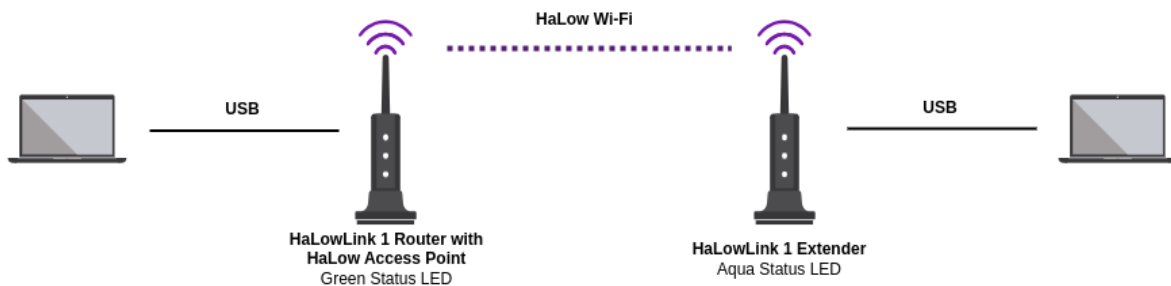 HaLow Wi-Fi
USB
USB
HaLowLink 1 Router with
HaLow Access Point
Green Status LED
HaLowLink 1 Extender
Aqua Status LED